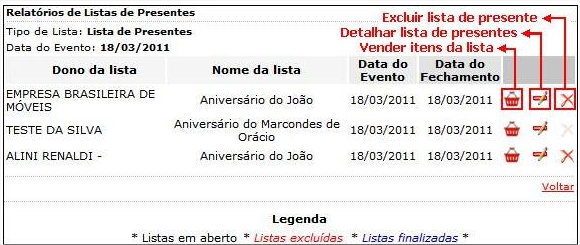 Relatórios de Listas de Presentes
Excluir lista de presente
Tipo de Lista: Lista de Presentes
Detalhar lista de presentes
Data do Evento: 18/03/2011
Vender itens da lista
Dono da lista Nome da lista Data do Evento Data do Fechamento
EMPRESA BRASILEIRA DE MÓVEIS Aniversário do João 18/03/2011 18/03/2011
TESTE DA SILVA Aniversário do Marcondes de Orácio 18/03/2011 18/03/2011
ALINI RENALDI - Aniversário do João 18/03/2011 18/03/2011
Voltar
Legenda
* Listas em aberto * Listas excluídas * Listas finalizadas *